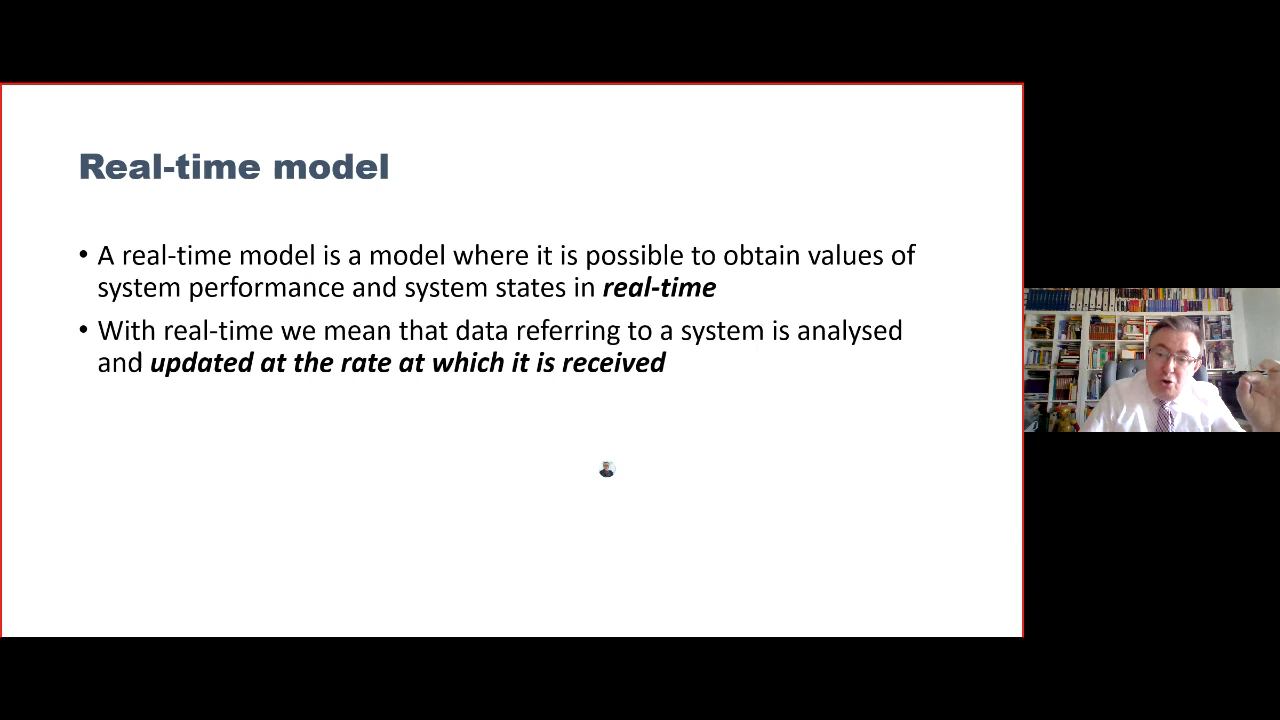 Real-time model
• A real-time model is a model where it is possible to obtain values of
system performance and system states in real-time
• With real-time we mean that data referring to a system is analysed
and updated at the rate at which it is received